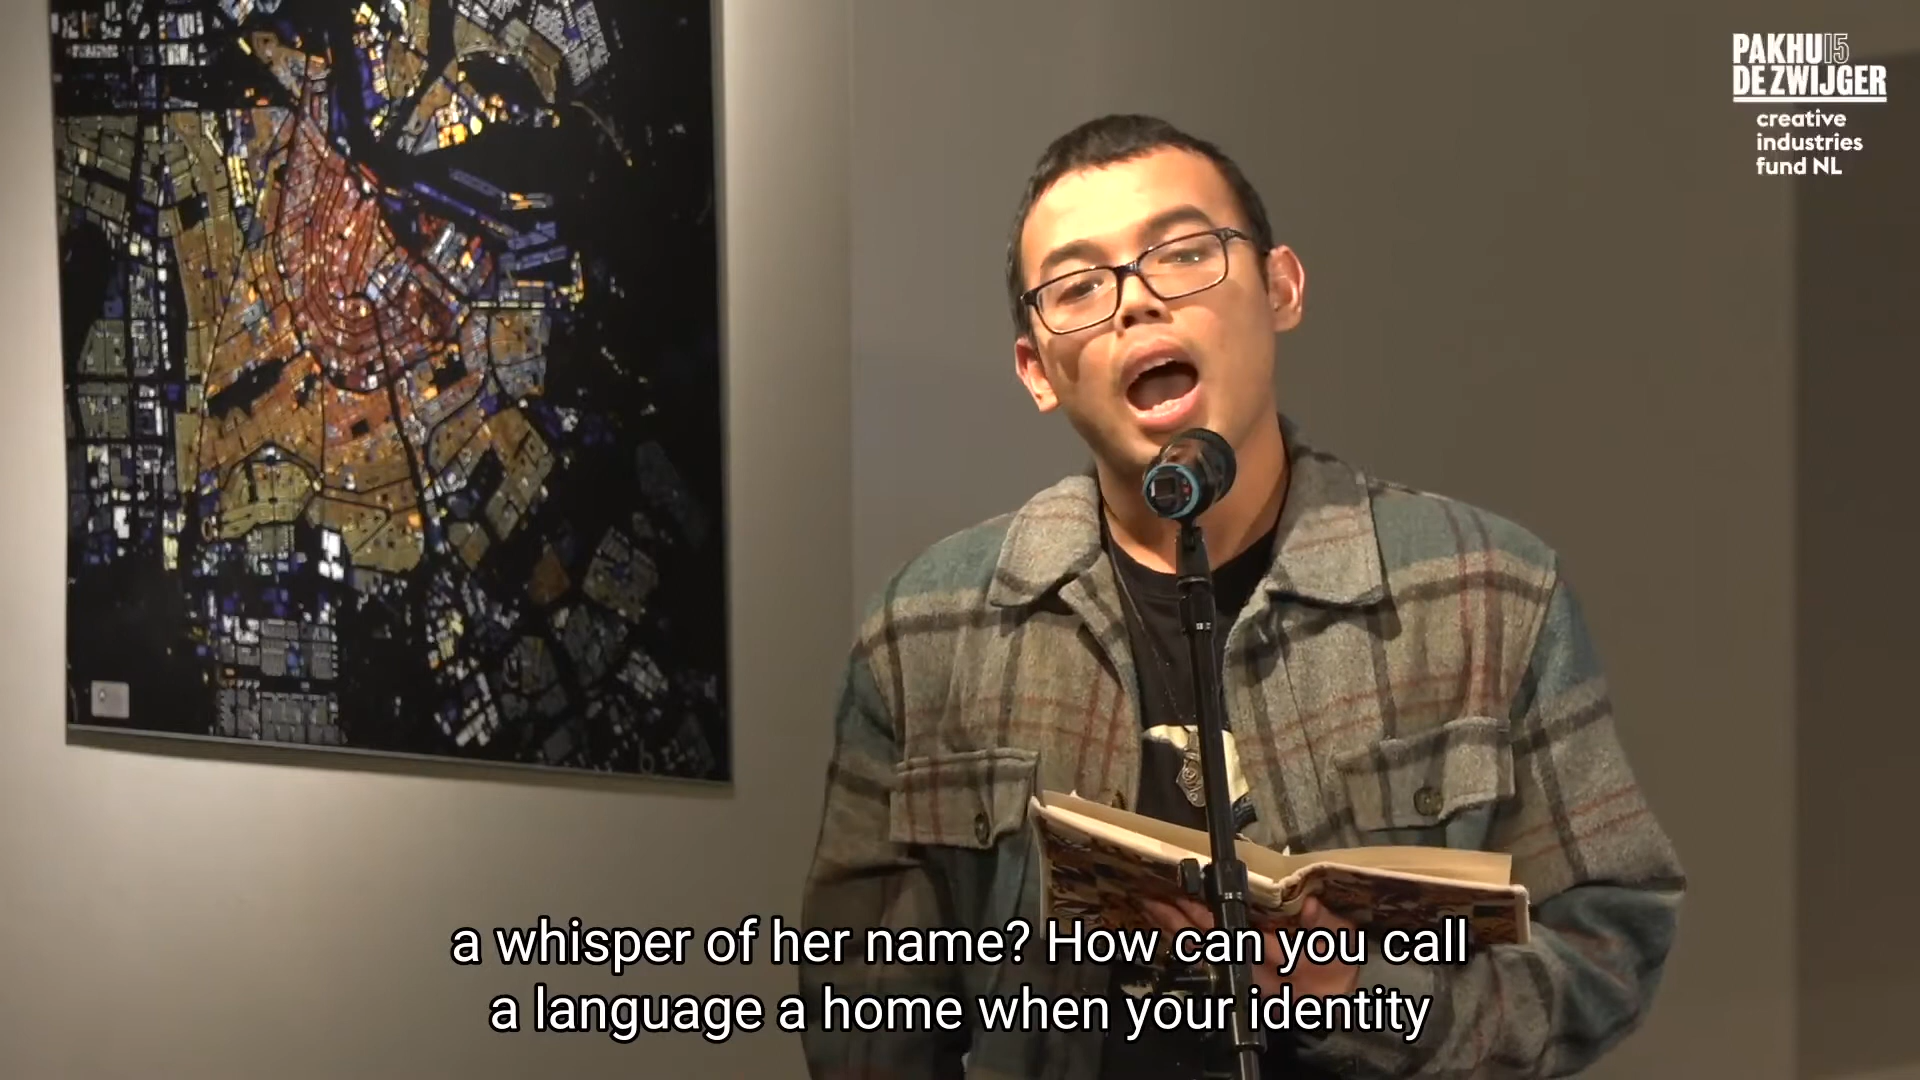 PAKHUIS
DE ZWIJGER
creative
industries
fund NL
a whisper of her name? How can you call
a language a home when your identity